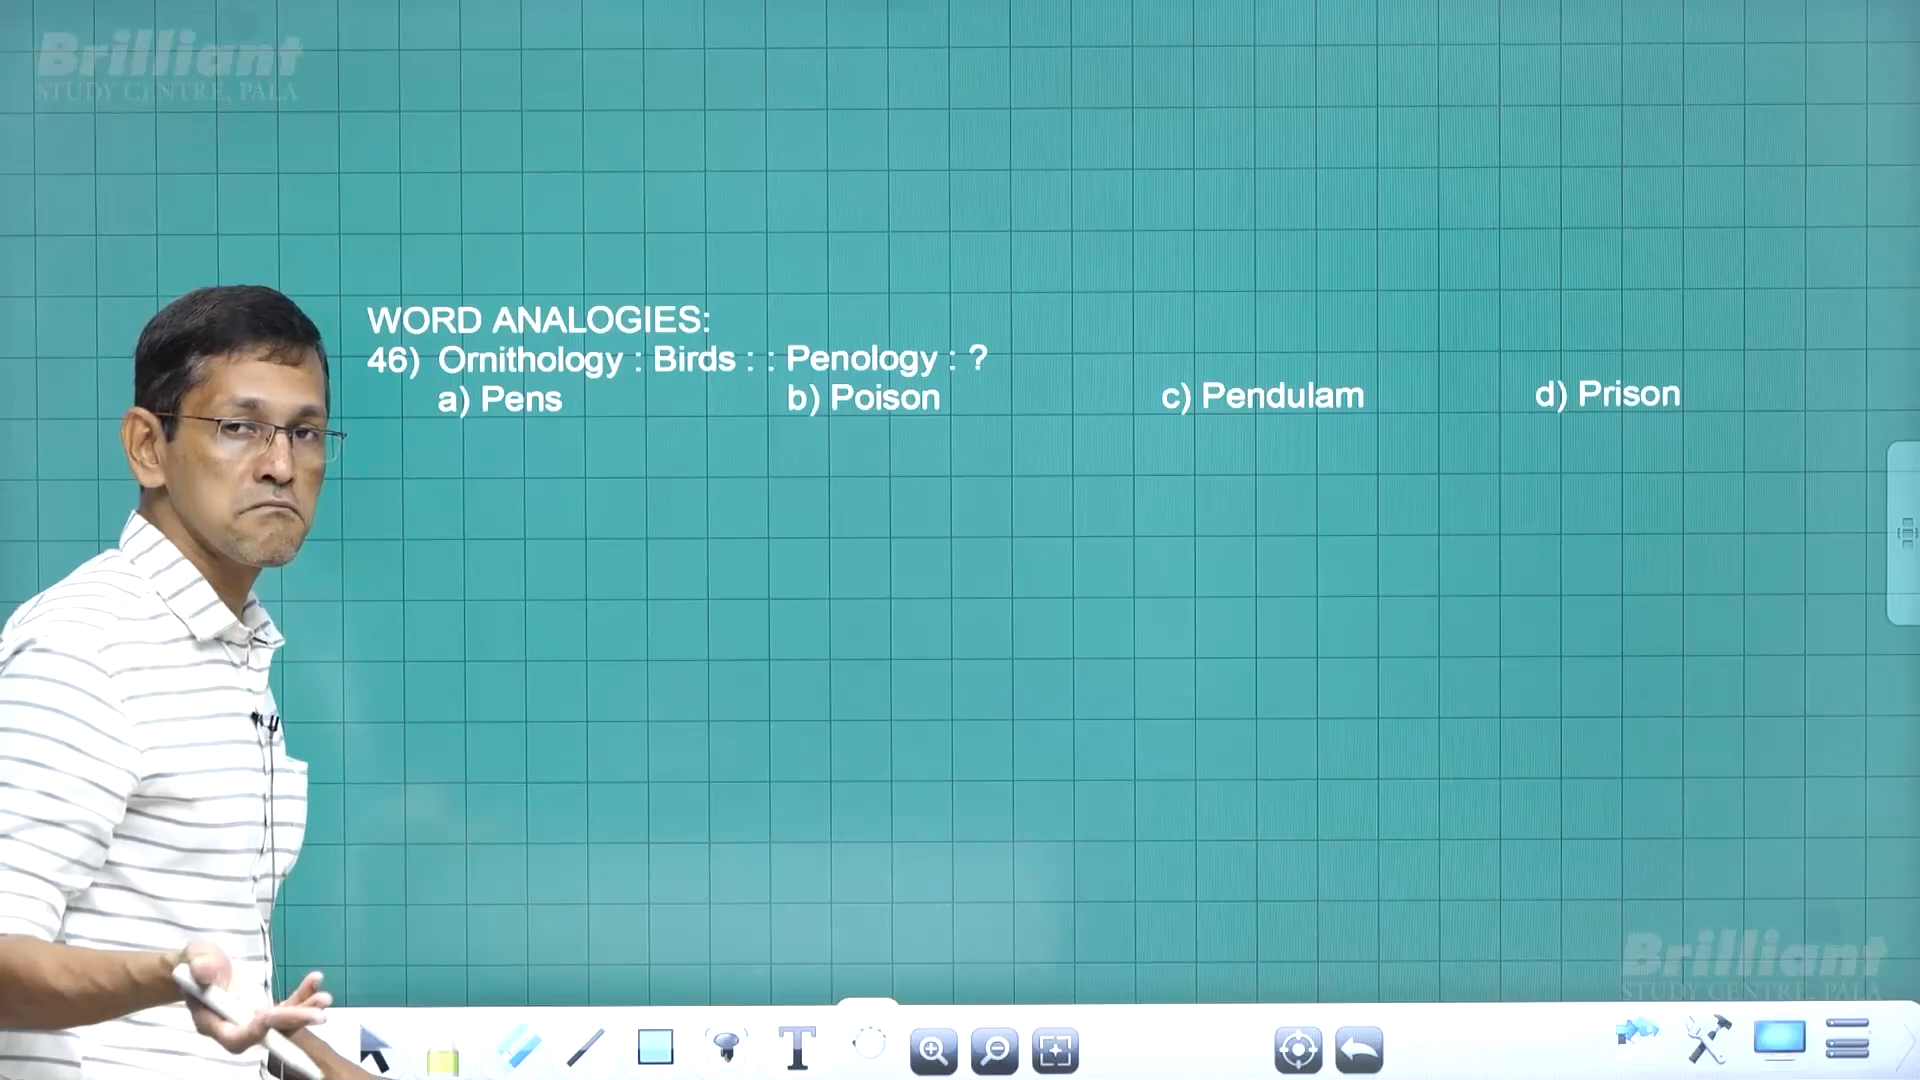 Brilliant
STUDY CENTRE, PALA
WORD ANALOGIES:
46) Ornithology : Birds : : Penology : ?
a) Pens b) Poison c) Pendulam d) Prison
Brilliant
STUDY CENTRE, PALA
T